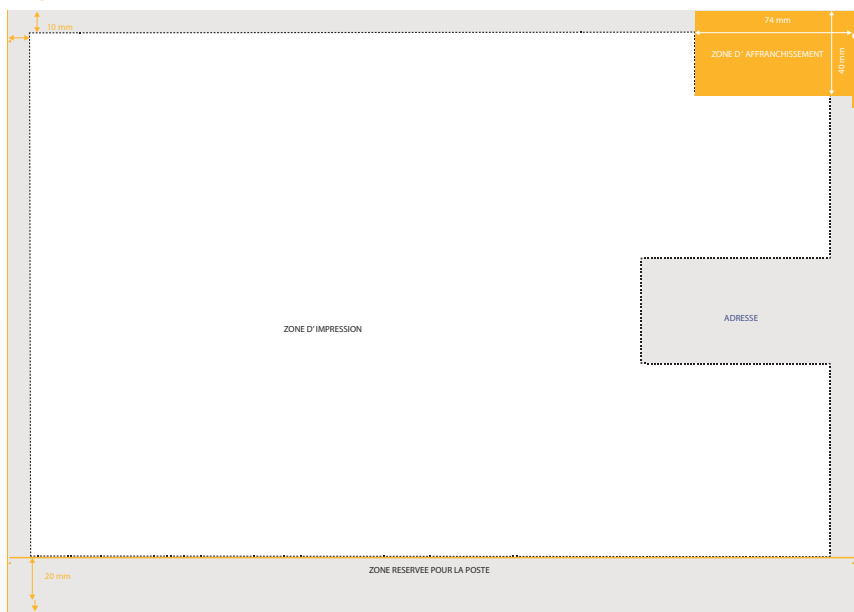 10 mm
74 mm
ZONE D´ AFFRANCHISSEMENT
40 mm
ADRESSE
ZONE D'IMPRESSION
ZONE RESERVEE POUR LA POSTE
20 mm